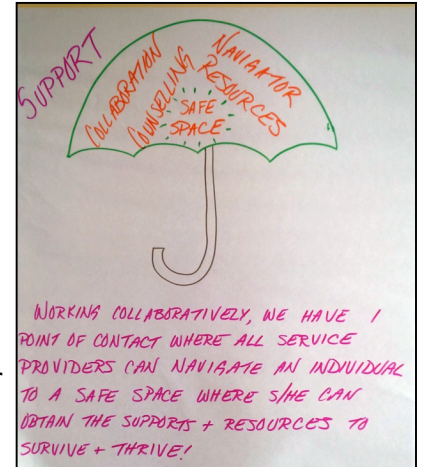 SUPPORT
COLLABORATION
COUNSELLING
NAVIGATOR
RESOURCES
SAFE
SPACE
WORKING COLLABORATIVELY, WE HAVE 1
POINT OF CONTACT WHERE ALL SERVICE
PROVIDERS CAN NAVIGATE AN INDIVIDUAL
TO A SAFE SPACE WHERE S/HE CAN
OBTAIN THE SUPPORTS + RESOURCES TO
SURVIVE + THRIVE!